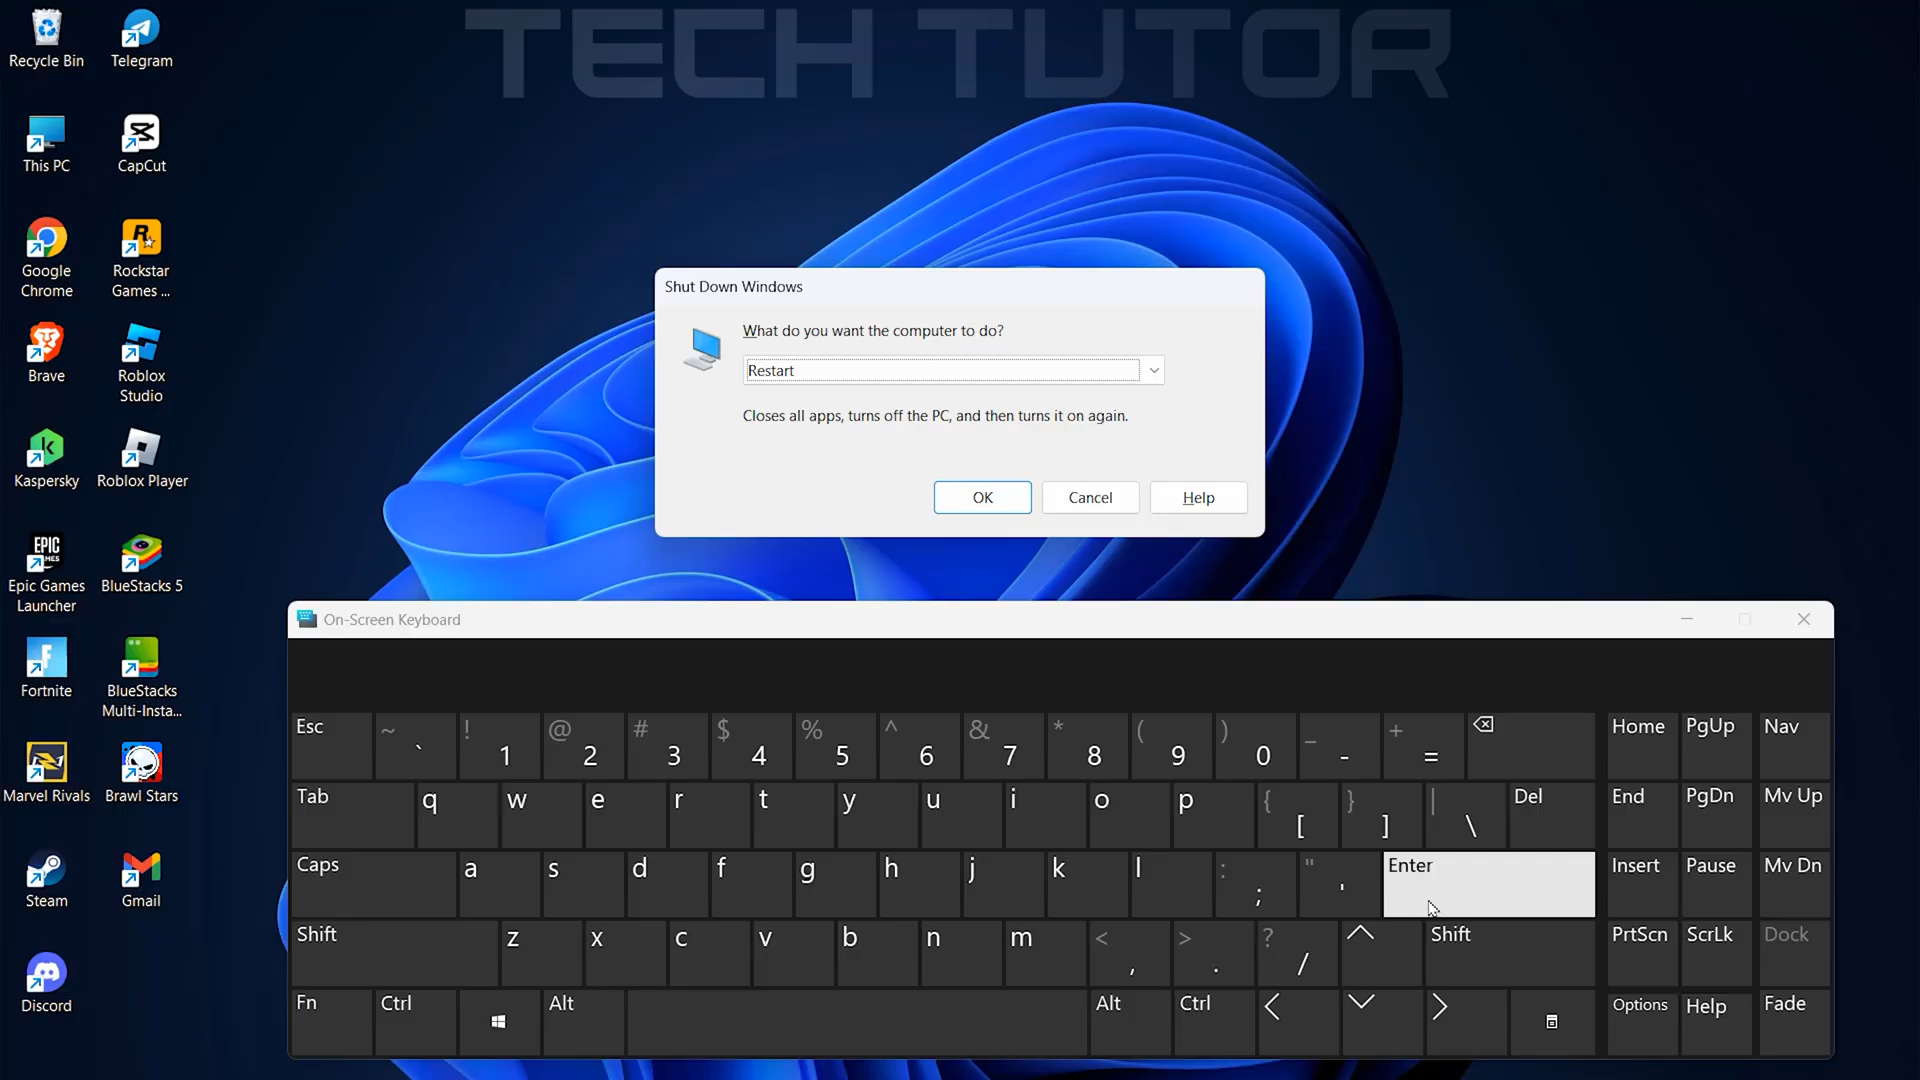 TECH TUTOR
Recycle Bin
Telegram
This PC
CapCut
Google
Chrome
Rockstar
Games ...
Brave
Roblox
Studio
Kaspersky
Roblox Player
EPIC
GAMES
Epic Games
Launcher
BlueStacks 5
Fortnite
BlueStacks
Multi-Insta...
Marvel Rivals
Brawl Stars
Steam
Gmail
Discord
Shut Down Windows
What do you want the computer to do?
Restart
Closes all apps, turns off the PC, and then turns it on again.
OK Cancel Help
On-Screen Keyboard
Esc ~ ` ! 1 @ 2 # 3 $ 4 % 5 ^ 6 & 7 * 8 ( 9 ) 0 _ - + = Home PgUp Nav
Tab q w e r t y u i o p { [ } ] | \ Del End PgDn Mv Up
Caps a s d f g h j k l : ; " ' Enter Insert Pause Mv Dn
Shift z x c v b n m < , > . ? / Shift PrtScn ScrLk Dock
Fn Ctrl Alt Alt Ctrl Options Help Fade